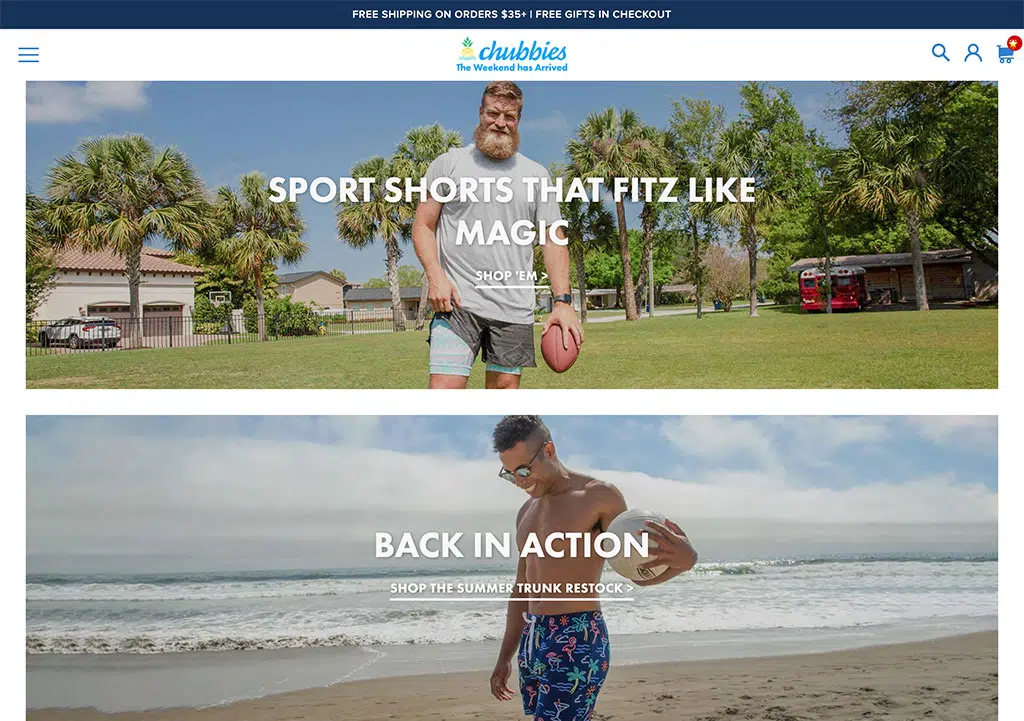 FREE SHIPPING ON ORDERS $35+ | FREE GIFTS IN CHECKOUT
chubbies
The Weekend has Arrived
SPORT SHORTS THAT FITZ LIKE
MAGIC
SHOP 'EM >
BACK IN ACTION
SHOP THE SUMMER TRUNK RESTOCK >